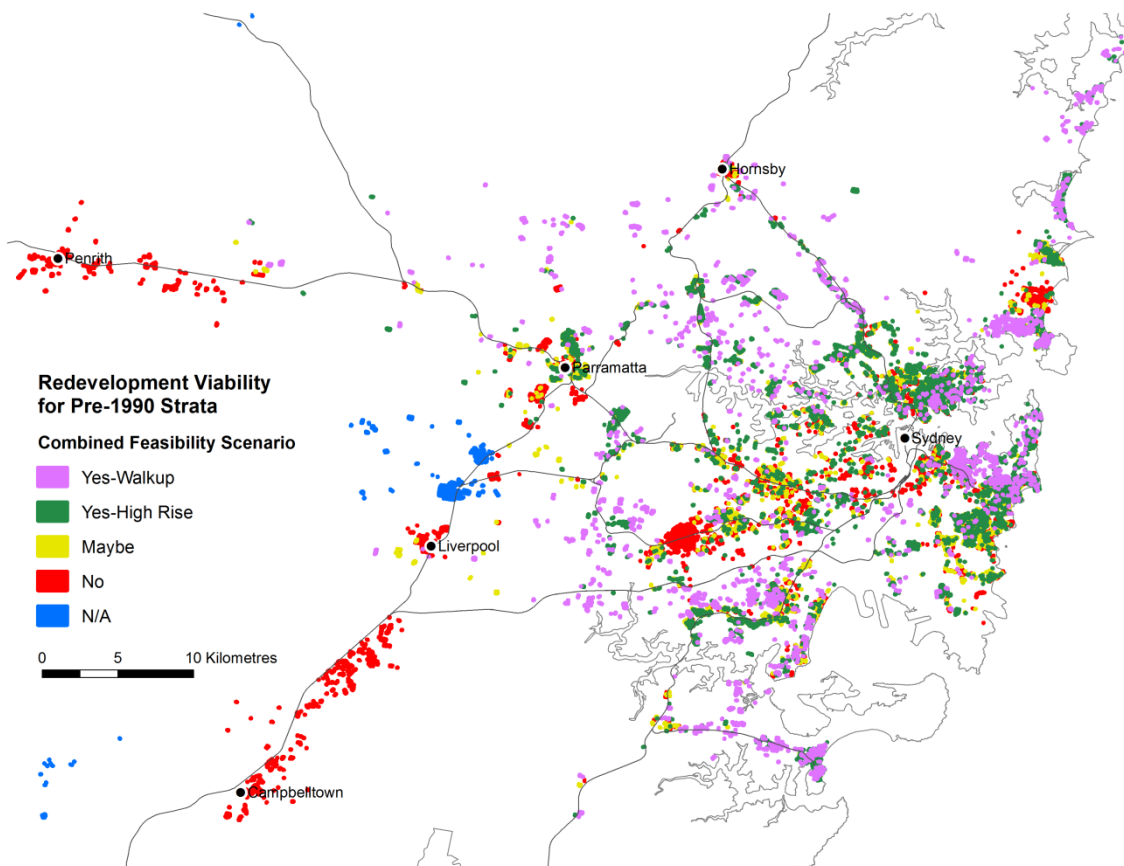 Hornsby
Penrith
Parramatta
Redevelopment Viability
for Pre-1990 Strata
Combined Feasibility Scenario
Sydney
Yes-Walkup
Yes-High Rise
Maybe
Liverpool
No
N/A
0 5 10 Kilometres
Campbelltown